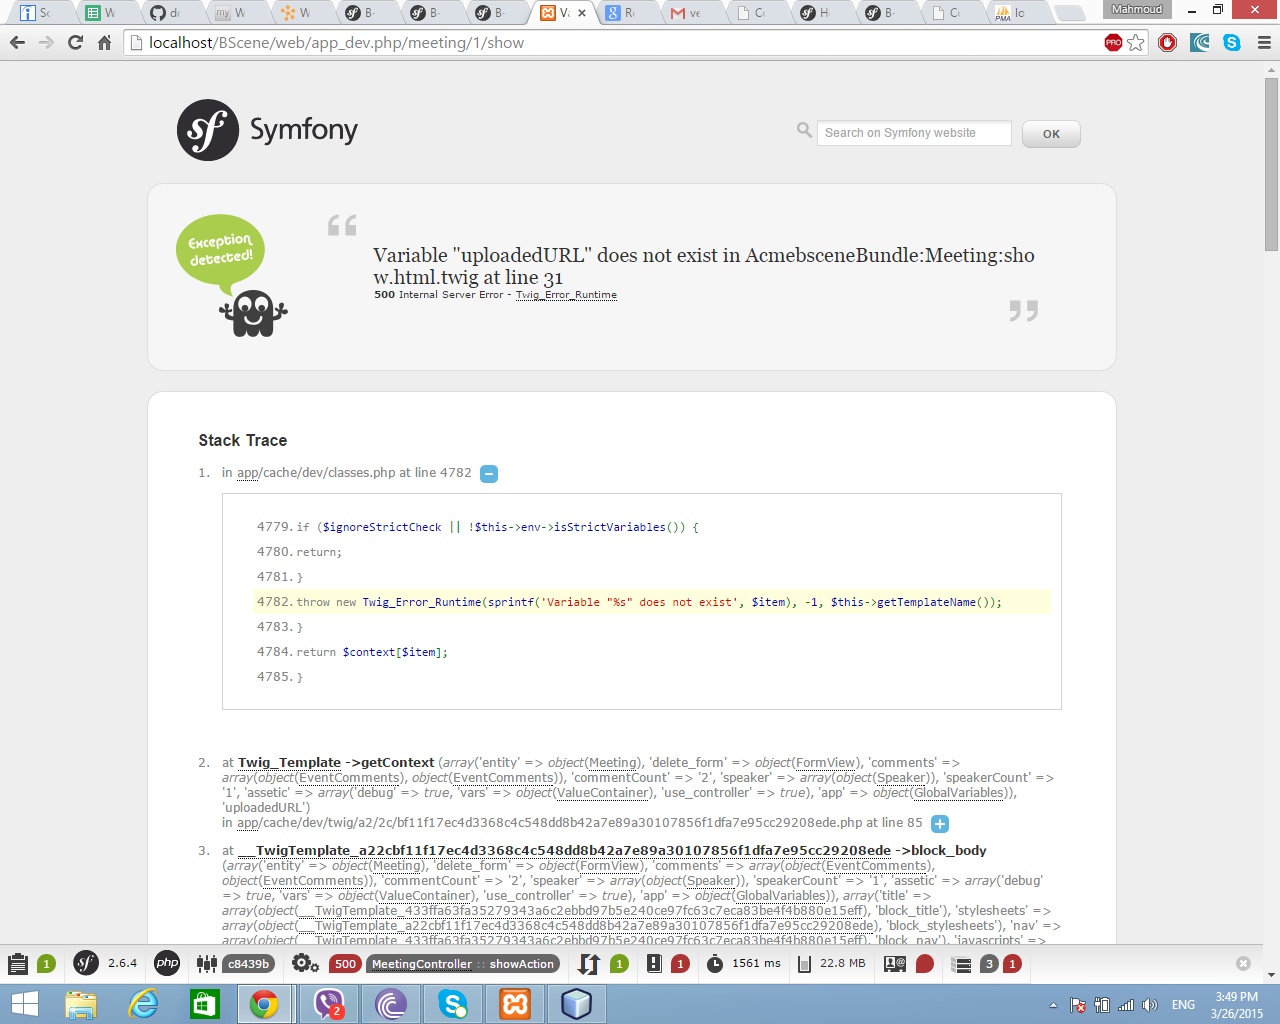 Mahmoud
localhost/BScene/web/app_dev.php/meeting/1/show
PRO
sf Symfony
Search on Symfony website
OK
Exception
detected!
Variable "uploadedURL" does not exist in AcmebsceneBundle:Meeting:sho
w.html.twig at line 31
500 Internal Server Error - Twig_Error_Runtime
Stack Trace
1. in app/cache/dev/classes.php at line 4782
4779. if ($ignoreStrictCheck || !$this->env->isStrictVariables()) {
4780. return;
4781. }
4782. throw new Twig_Error_Runtime(sprintf('Variable "%s" does not exist', $item), -1, $this->getTemplateName());
4783. }
4784. return $context[$item];
4785. }
2. at Twig_Template ->getContext (array('entity' => object(Meeting), 'delete_form' => object(FormView), 'comments' =>
array(object(EventComments), object(EventComments)), 'commentCount' => '2', 'speaker' => array(object(Speaker)), 'speakerCount' =>
'1', 'assetic' => array('debug' => true, 'vars' => object(ValueContainer), 'use_controller' => true), 'app' => object(GlobalVariables)),
'uploadedURL')
in app/cache/dev/twig/a2/2c/bf11f17ec4d3368c4c548dd8b42a7e89a30107856f1dfa7e95cc29208ede.php at line 85
3. at __TwigTemplate_a22cbf11f17ec4d3368c4c548dd8b42a7e89a30107856f1dfa7e95cc29208ede ->block_body
(array('entity' => object(Meeting), 'delete_form' => object(FormView), 'comments' => array(object(EventComments),
object(EventComments)), 'commentCount' => '2', 'speaker' => array(object(Speaker)), 'speakerCount' => '1', 'assetic' => array('debug'
=> true, 'vars' => object(ValueContainer), 'use_controller' => true), 'app' => object(GlobalVariables)), array('title' =>
array(object(__TwigTemplate_433ffa63fa35279343a6c2ebbd97b5e240ce97fc63c7eca83be4f4b880e15eff), 'block_title'), 'stylesheets' =>
array(object(__TwigTemplate_a22cbf11f17ec4d3368c4c548dd8b42a7e89a30107856f1dfa7e95cc29208ede), 'block_stylesheets'), 'nav' =>
array(object(__TwigTemplate_433ffa63fa35279343a6c2ebbd97b5e240ce97fc63c7eca83be4f4b880e15eff), 'block_nav'), 'javascripts' =>
1 sf 2.6.4 php c8439b 500 MeetingController :: showAction 1 1 1561 ms 22.8 MB 3 1
2
ENG
3:49 PM
3/26/2015